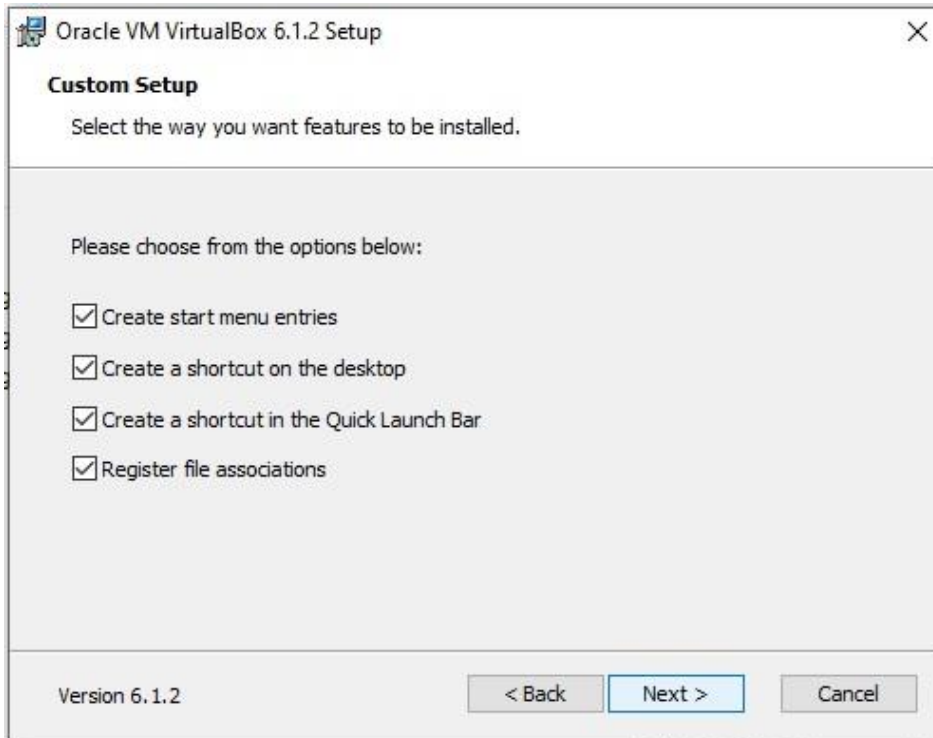 Oracle VM VirtualBox 6.1.2 Setup
Custom Setup
Select the way you want features to be installed.
Please choose from the options below:
Create start menu entries
Create a shortcut on the desktop
Create a shortcut in the Quick Launch Bar
Register file associations
Version 6.1.2
< Back
Next >
Cancel